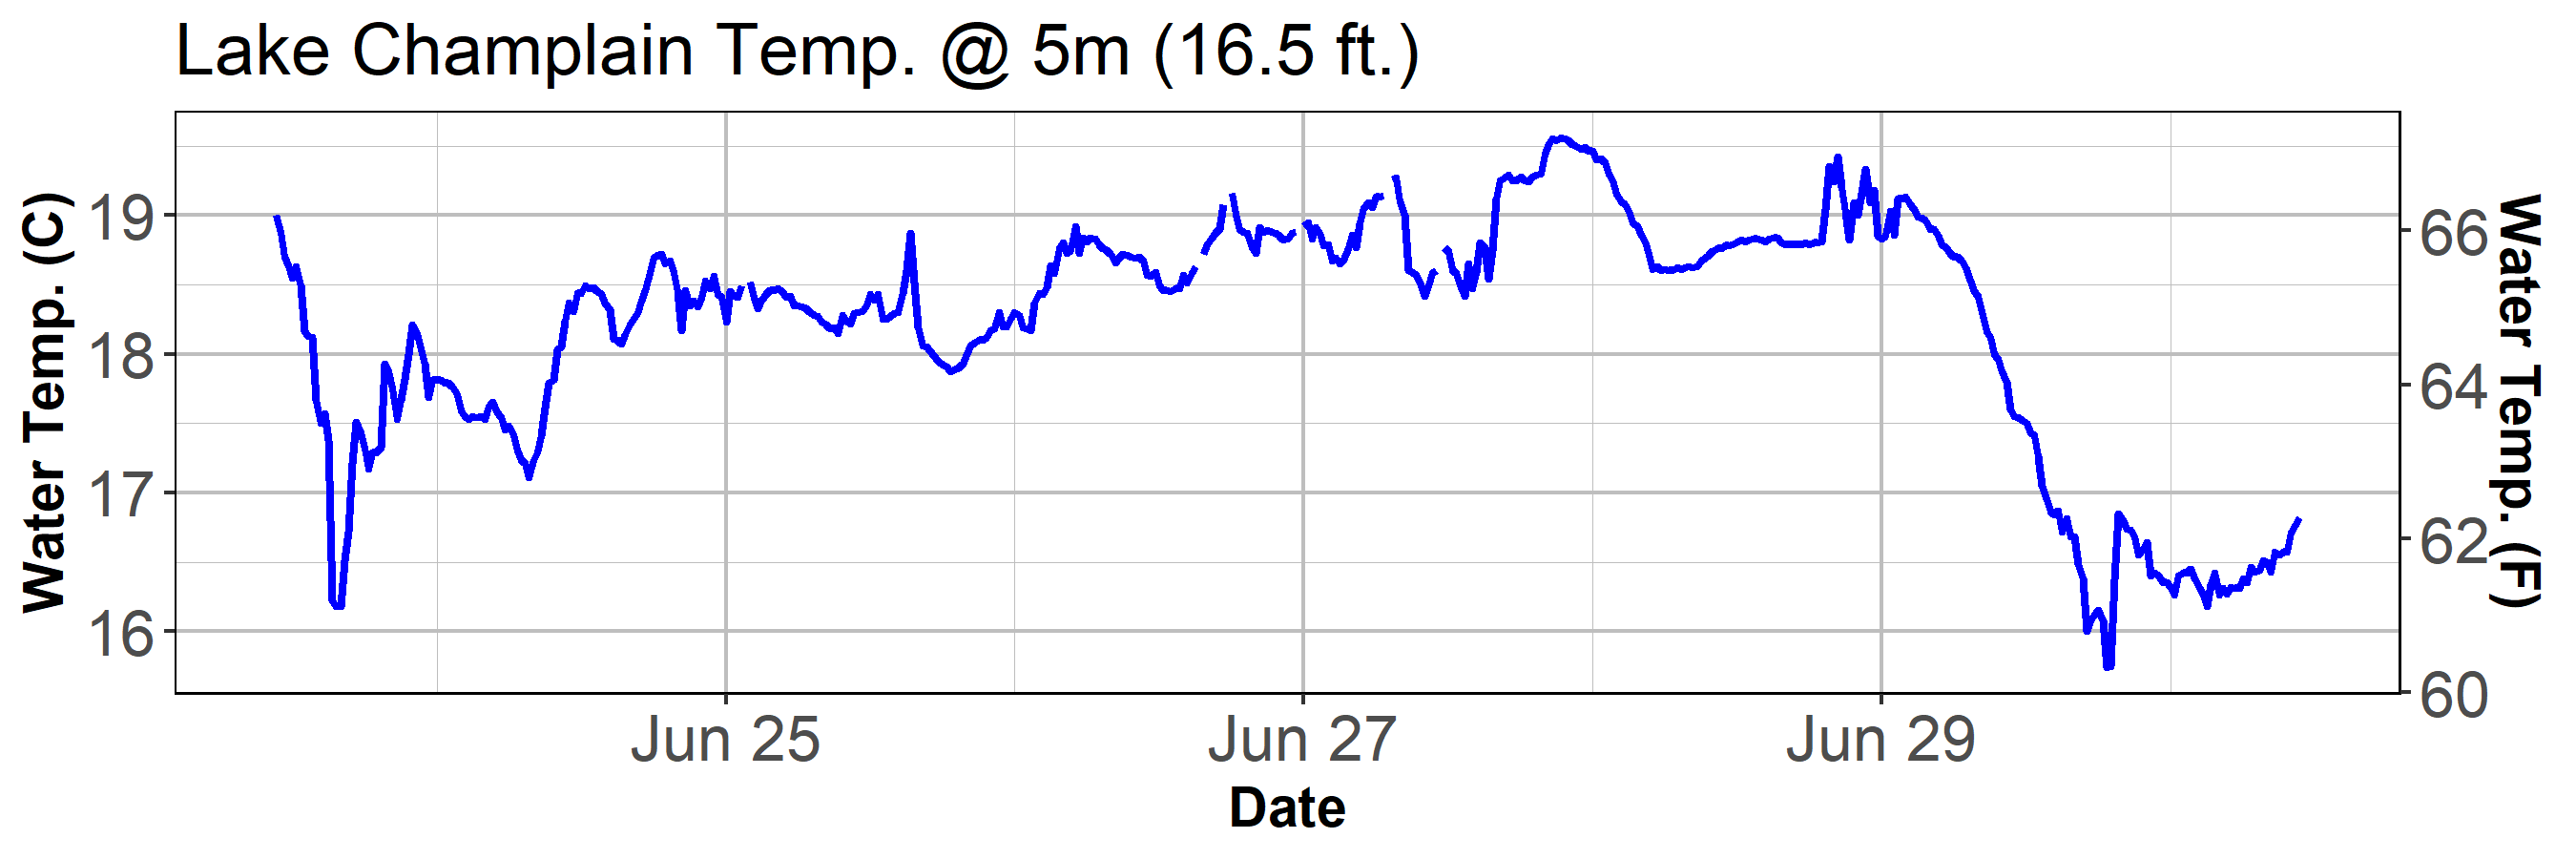 Lake Champlain Temp. @ 5m (16.5 ft.)
Water Temp. (C)
19
18
17
16
66
64
62
60
Water Temp. (F)
Jun 25 Jun 27 Jun 29
Date